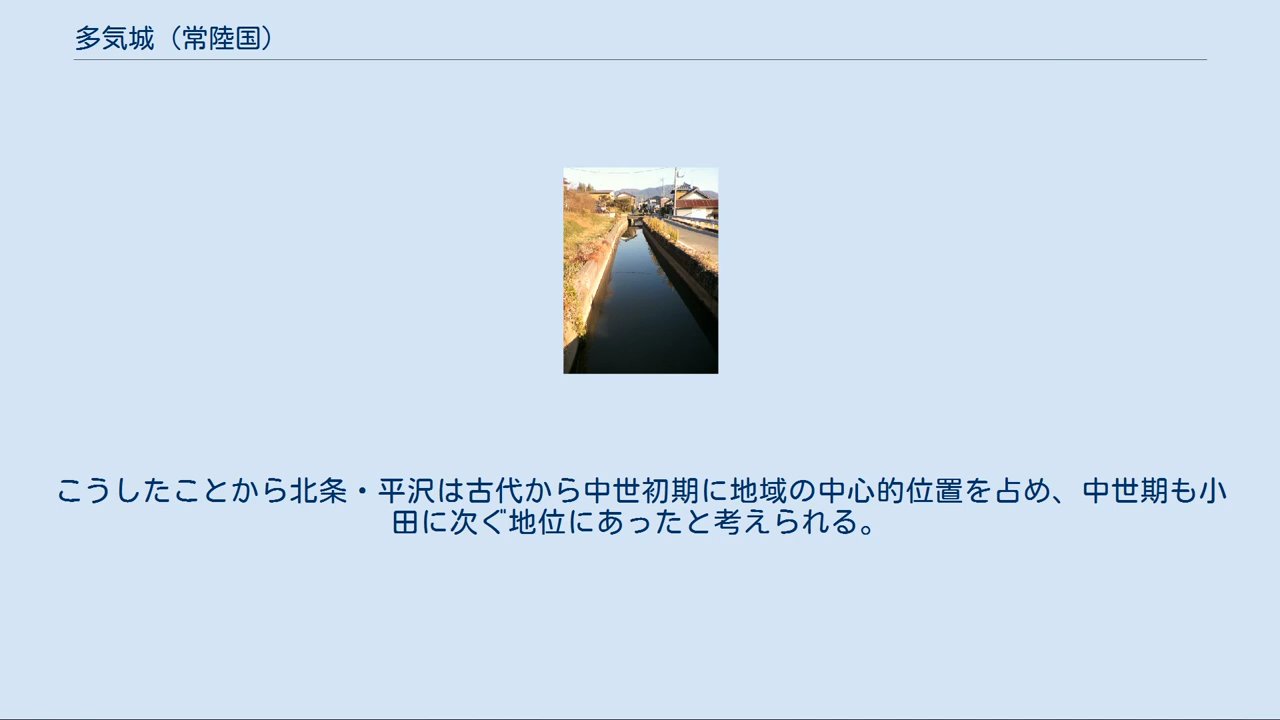 多気城（常陸国）
こうしたことから北条・平沢は古代から中世初期に地域の中心的位置を占め、中世期も小
田に次ぐ地位にあったと考えられる。